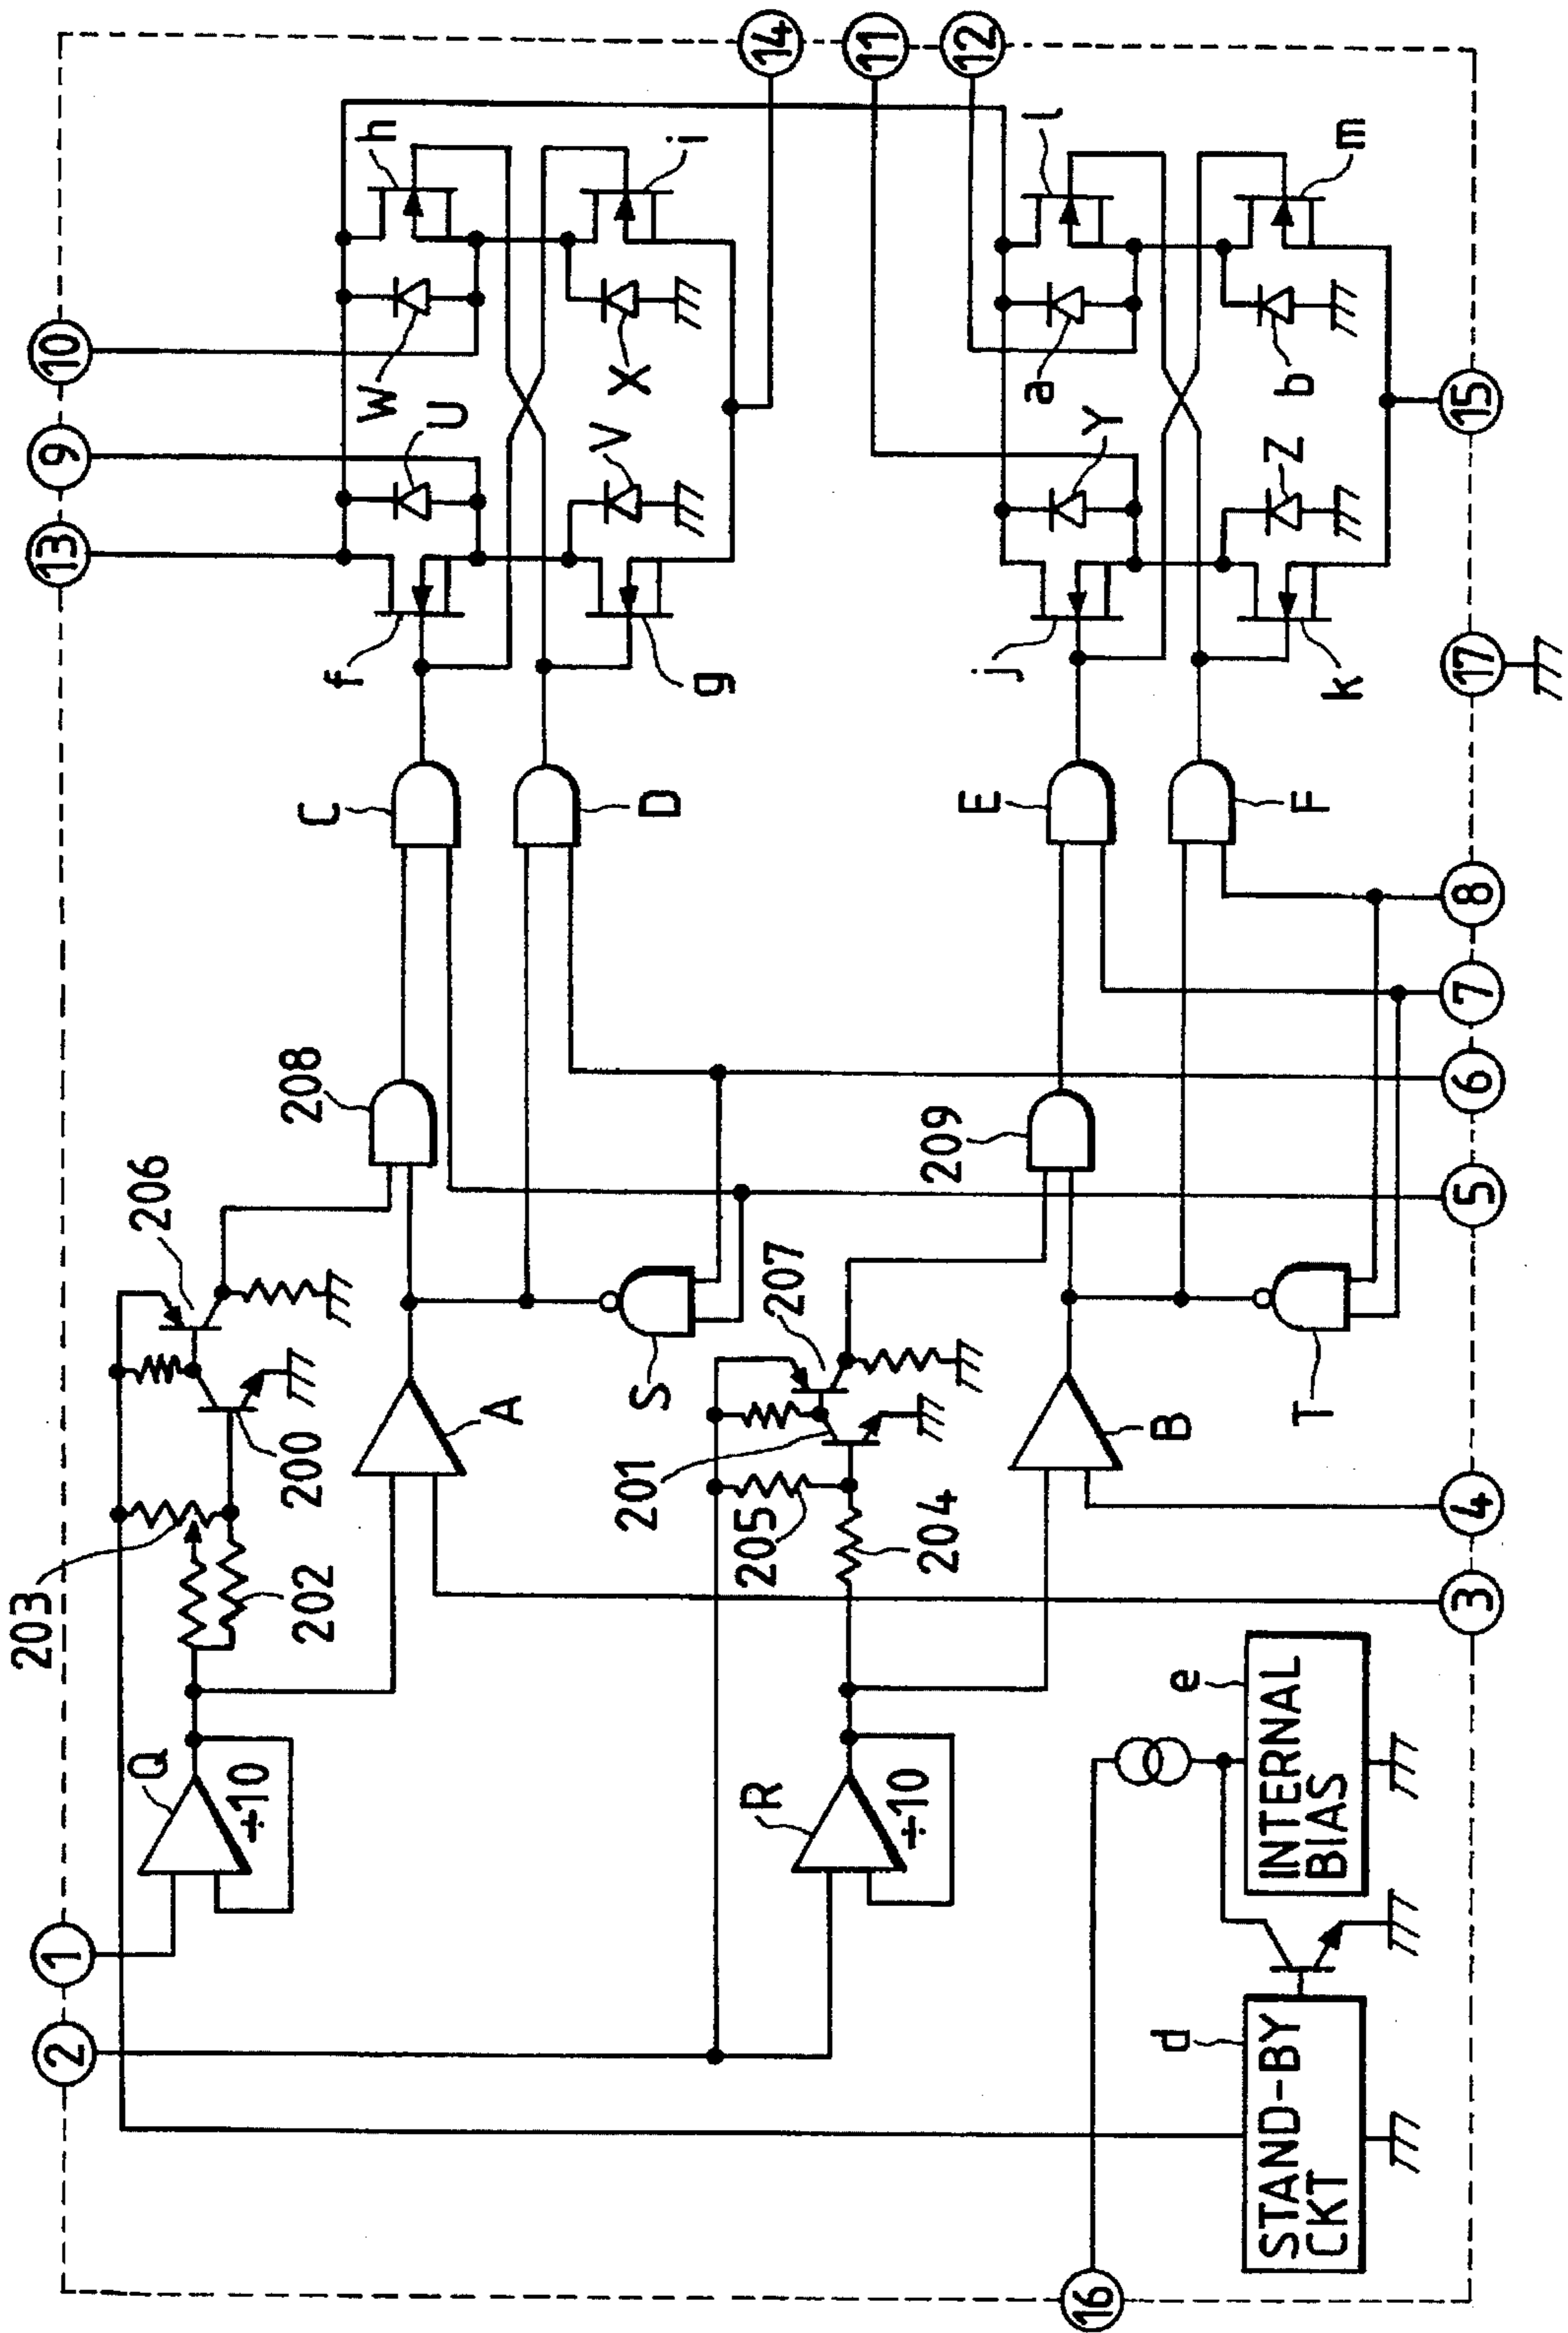 2
1
203
13
9
10
Q
206
÷10
202
200
208
C
f
W
h
U
A
V
X
i
201
S
D
g
R
205
207
14
÷10
204
209
11
12
E
j
a
Y
l
16
d
e
B
STAND-BY
CKT
INTERNAL
BIAS
T
F
k
Z
b
m
3
4
5
6
7
8
17
15